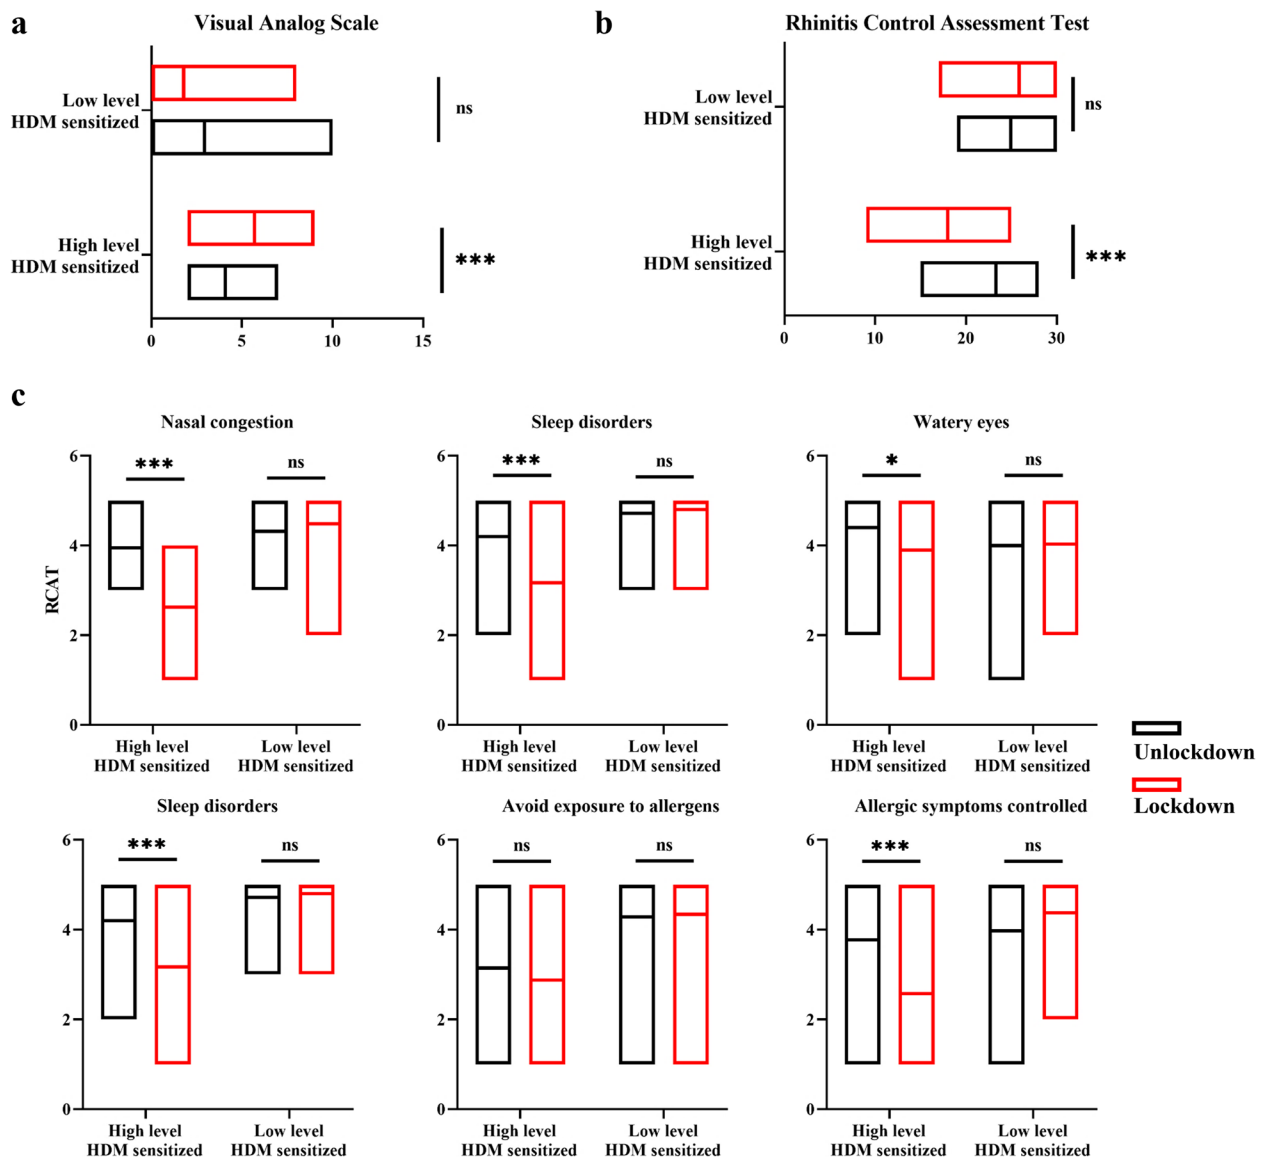 a
Visual Analog Scale
Low level
HDM sensitized
ns
High level
HDM sensitized
***
0 5 10 15
b
Rhinitis Control Assessment Test
Low level
HDM sensitized
ns
High level
HDM sensitized
***
0 10 20 30
c
Nasal congestion
RCAT
6
4
2
0
***
ns
High level
HDM sensitized
Low level
HDM sensitized
Sleep disorders
6
4
2
0
***
ns
High level
HDM sensitized
Low level
HDM sensitized
Watery eyes
6
4
2
0
*
ns
High level
HDM sensitized
Low level
HDM sensitized
Unlockdown
Lockdown
Sleep disorders
6
4
2
0
***
ns
High level
HDM sensitized
Low level
HDM sensitized
Avoid exposure to allergens
6
4
2
0
ns
ns
High level
HDM sensitized
Low level
HDM sensitized
Allergic symptoms controlled
6
4
2
0
***
ns
High level
HDM sensitized
Low level
HDM sensitized